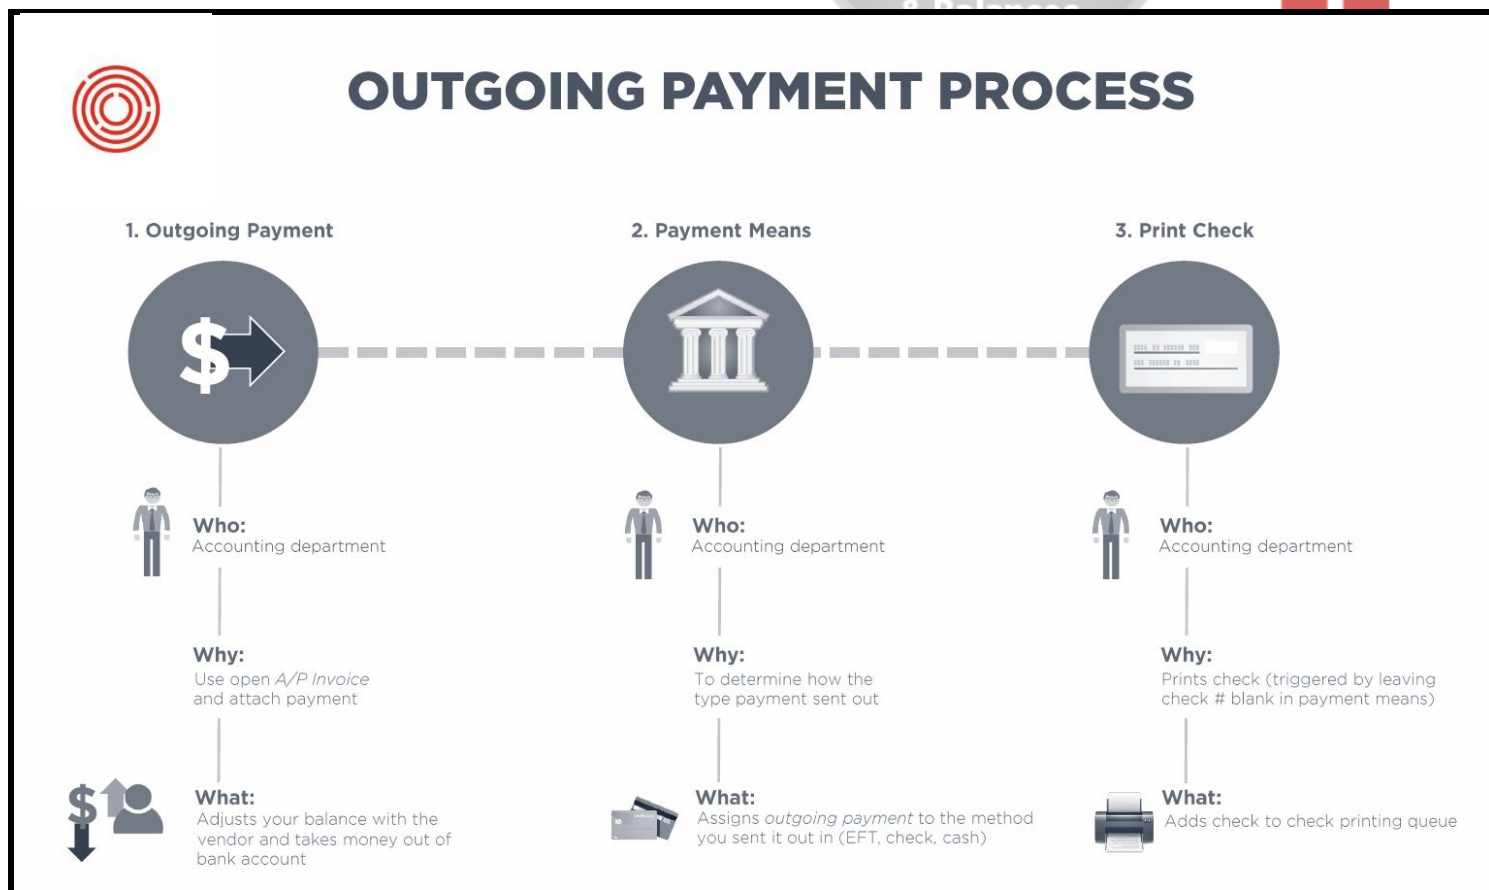 & Balances
OUTGOING PAYMENT PROCESS
1. Outgoing Payment
2. Payment Means
3. Print Check
$
Who:
Accounting department
Who:
Accounting department
Who:
Accounting department
Why:
Use open A/P Invoice
and attach payment
Why:
To determine how the
type payment sent out
Why:
Prints check (triggered by leaving
check # blank in payment means)
$
What:
Adjusts your balance with the
vendor and takes money out of
bank account
What:
Assigns outgoing payment to the method
you sent it out in (EFT, check, cash)
What:
Adds check to check printing queue